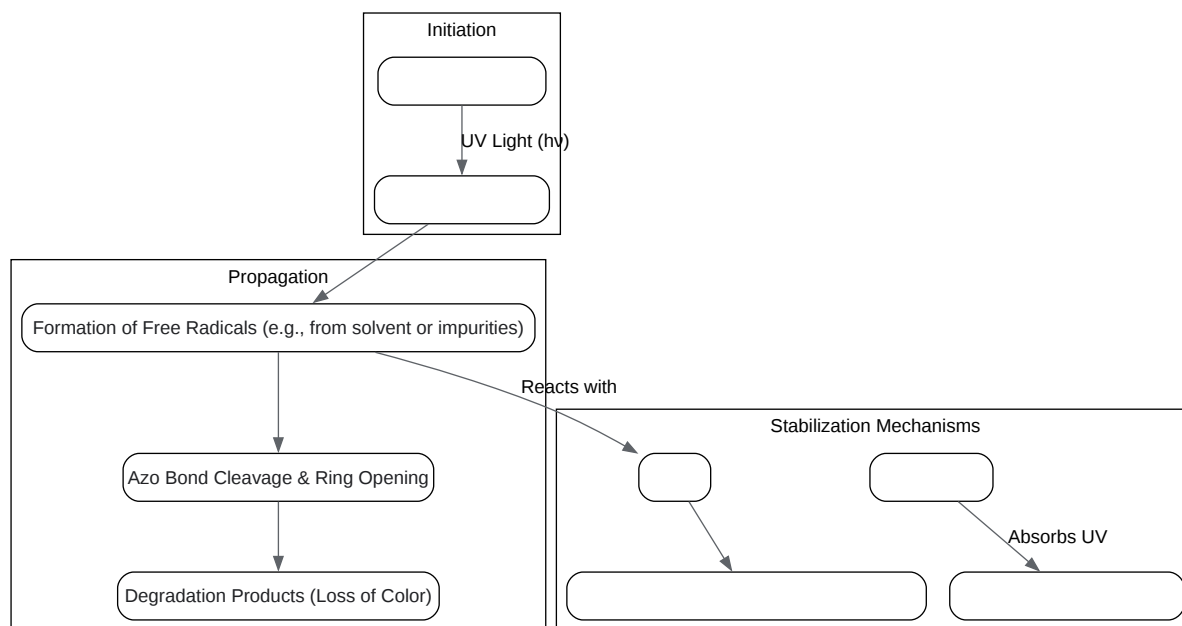 Initiation
UV Light (hν)
Propagation
Formation of Free Radicals (e.g., from solvent or impurities)
Reacts with
Stabilization Mechanisms
Azo Bond Cleavage & Ring Opening
Absorbs UV
Degradation Products (Loss of Color)